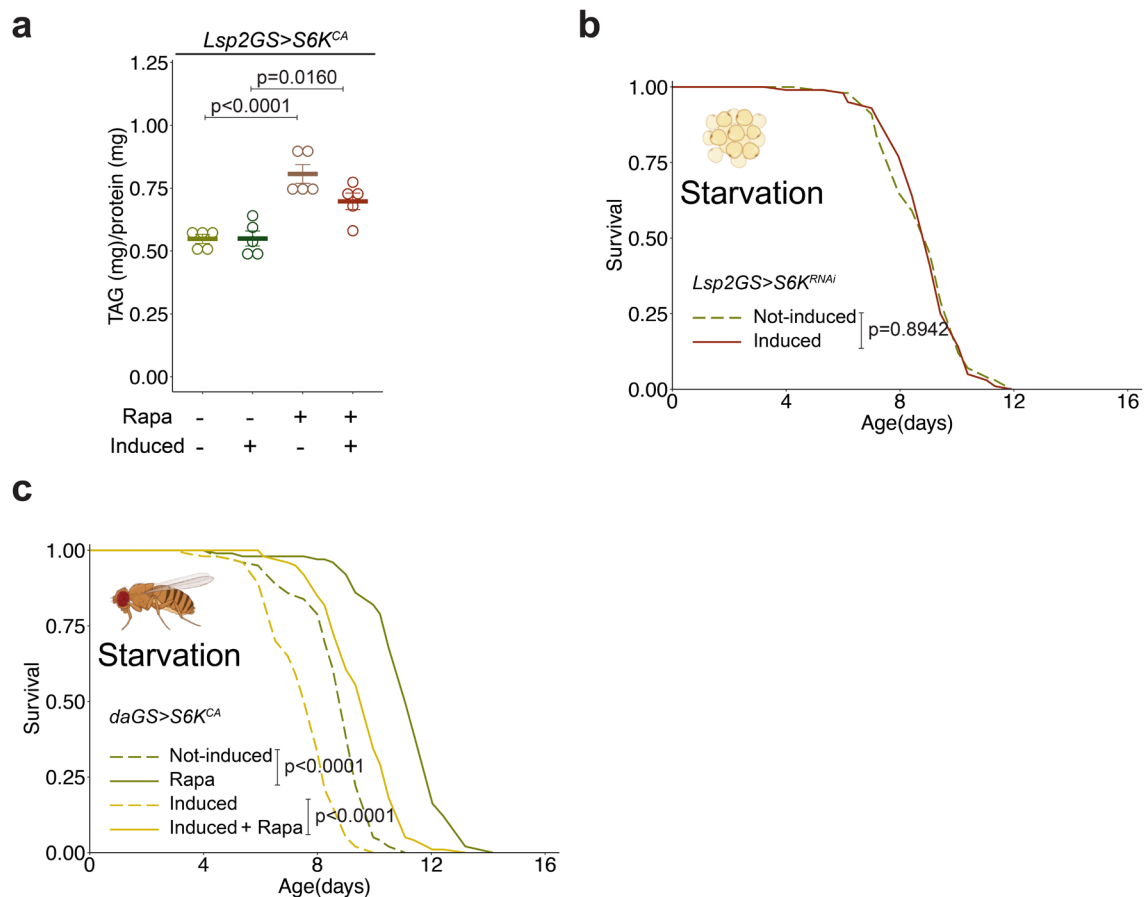 a
Lsp2GS>S6K^CA
1.25
1.00
0.75
0.50
0.25
0.00
TAG (mg)/protein (mg)
p=0.0160
p<0.0001
Rapa - - + +
Induced - + - +
b
1.00
0.75
0.50
0.25
0.00
Survival
Starvation
Lsp2GS>S6K^RNAi
Not-induced
Induced
p=0.8942
0 4 8 12 16
Age(days)
c
1.00
0.75
0.50
0.25
0.00
Survival
Starvation
daGS>S6K^CA
Not-induced
Rapa
p<0.0001
Induced
Induced + Rapa
p<0.0001
0 4 8 12 16
Age(days)